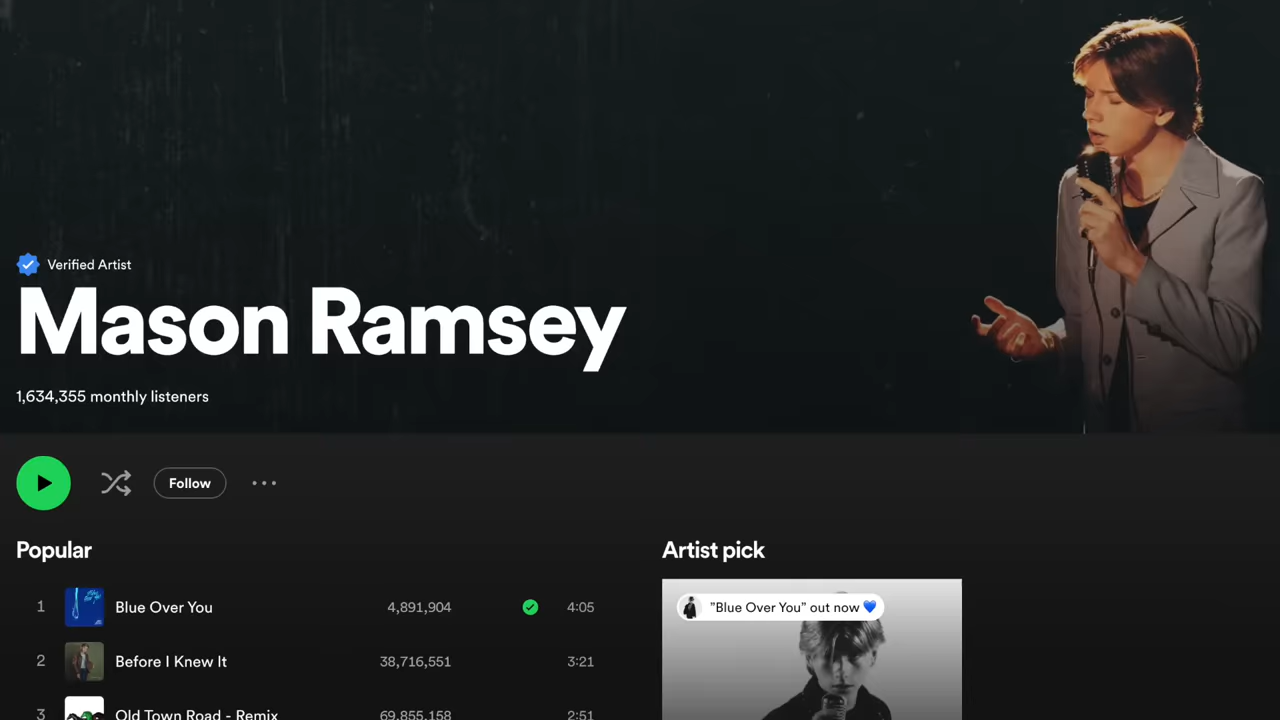 Verified Artist
Mason Ramsey
1,634,355 monthly listeners
Follow
Popular
1 Blue Over You 4,891,904 4:05
2 Before I Knew It 38,716,551 3:21
3 Old Town Road - Remix 69,855,158 2:51
Artist pick
"Blue Over You" out now 💙